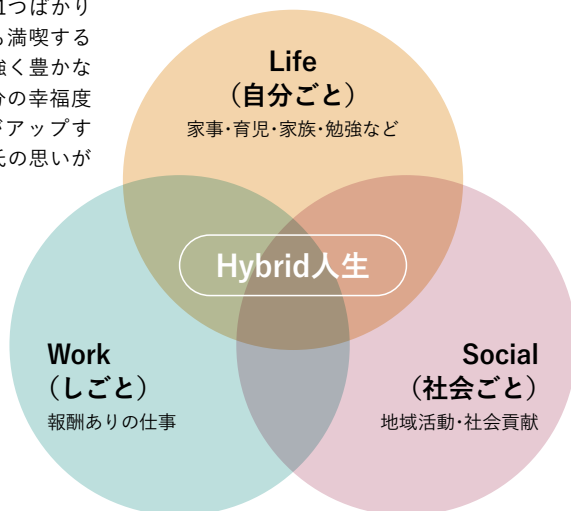 1つばかり
も満喫する
強く豊かな
分の幸福度
がアップす
氏の思いが
Life
（自分ごと）
家事・育児・家族・勉強など
Hybrid人生
Work
（しごと）
報酬ありの仕事
Social
（社会ごと）
地域活動・社会貢献